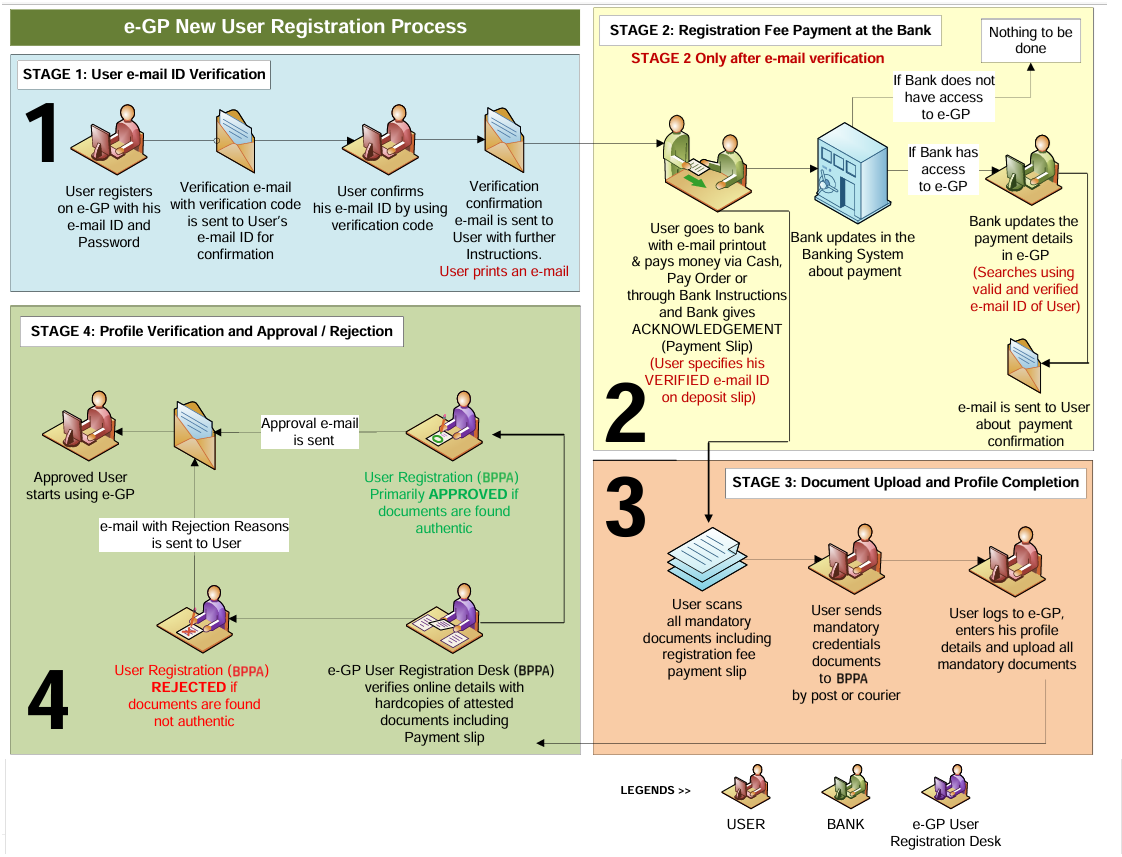 e-GP New User Registration Process
STAGE 1: User e-mail ID Verification
1
User registers
on e-GP with his
e-mail ID and
Password
Verification e-mail
with verification code
is sent to User's
e-mail ID for
confirmation
User confirms
his e-mail ID by using
verification code
Verification
confirmation
e-mail is sent to
User with further
Instructions.
User prints an e-mail
STAGE 2: Registration Fee Payment at the Bank
STAGE 2 Only after e-mail verification
Nothing to be
done
If Bank does not
have access
to e-GP
If Bank has
access
to e-GP
User goes to bank
with e-mail printout
& pays money via Cash,
Pay Order or
through Bank Instructions
and Bank gives
ACKNOWLEDGEMENT
(Payment Slip)
(User specifies his
VERIFIED e-mail ID
on deposit slip)
2
Bank updates in the
Banking System
about payment
Bank updates the
payment details
in e-GP
(Searches using
valid and verified
e-mail ID of User)
e-mail is sent to User
about payment
confirmation
3
STAGE 3: Document Upload and Profile Completion
User scans
all mandatory
documents including
registration fee
payment slip
User sends
mandatory
credentials
documents
to BPPA
by post or courier
User logs to e-GP,
enters his profile
details and upload all
mandatory documents
STAGE 4: Profile Verification and Approval / Rejection
Approved User
starts using e-GP
Approval e-mail
is sent
User Registration (BPPA)
Primarily APPROVED if
documents are found
authentic
e-mail with Rejection Reasons
is sent to User
User Registration (BPPA)
REJECTED if
documents are found
not authentic
e-GP User Registration Desk (BPPA)
verifies online details with
hardcopies of attested
documents including
Payment slip
4
LEGENDS >>
USER
BANK
e-GP User
Registration Desk